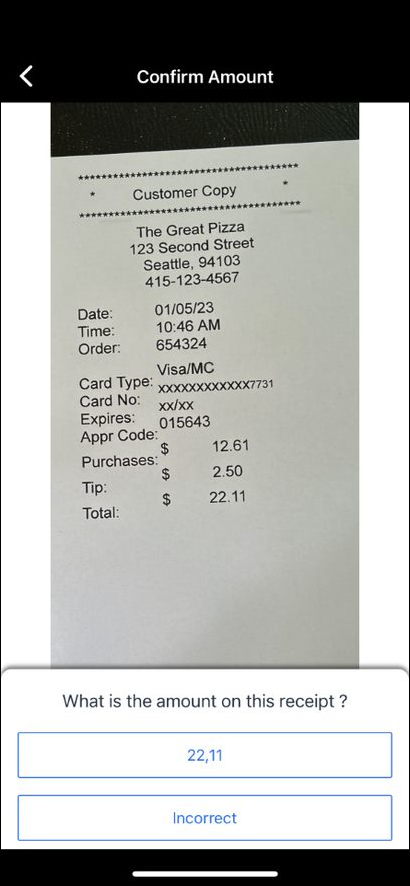 Confirm Amount
****************************************
* Customer Copy *
****************************************
The Great Pizza
123 Second Street
Seattle, 94103
415-123-4567
Date: 01/05/23
Time: 10:46 AM
Order: 654324
Visa/MC
Card Type: XXXXXXXXXXXX7731
Card No: xx/xx
Expires: 015643
Appr Code:
$ 12.61
Purchases:
$ 2.50
Tip:
$ 22.11
Total:
What is the amount on this receipt ?
22,11
Incorrect